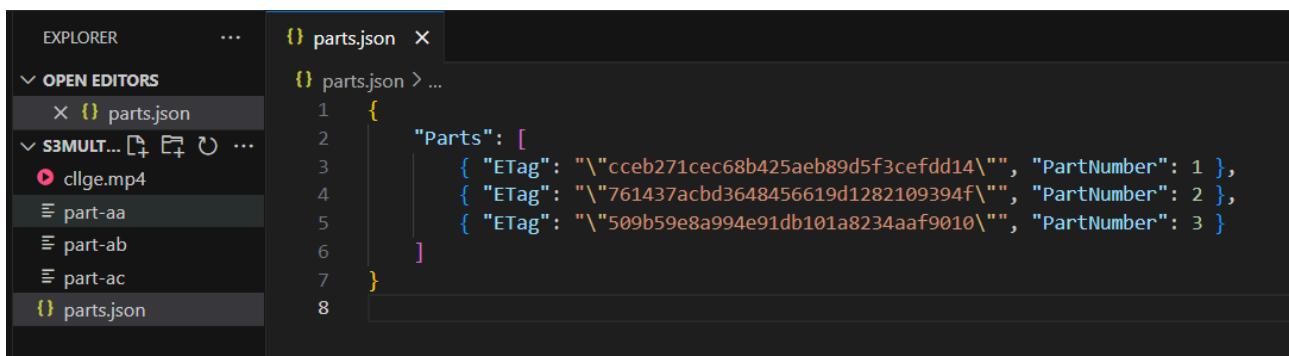 EXPLORER ...
OPEN EDITORS
{} parts.json
S3MULT... ...
cllge.mp4
part-aa
part-ab
part-ac
{} parts.json
{} parts.json
{} parts.json > ...
1 {
2 "Parts": [
3 { "ETag": "\"cceb271cec68b425aeb89d5f3cefdd14\"", "PartNumber": 1 },
4 { "ETag": "\"761437acbd3648456619d1282109394f\"", "PartNumber": 2 },
5 { "ETag": "\"509b59e8a994e91db101a8234aaf9010\"", "PartNumber": 3 }
6 ]
7 }
8